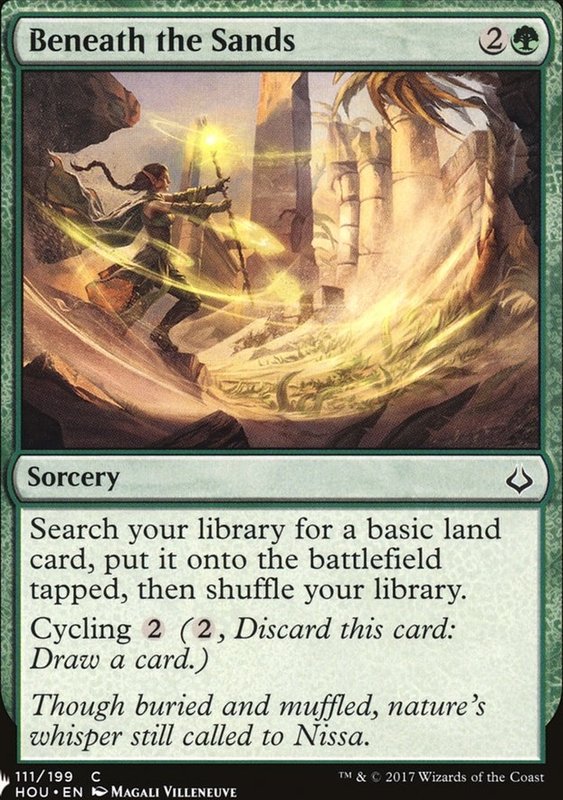 Beneath the Sands 2
Sorcery
Search your library for a basic land
card, put it onto the battlefield
tapped, then shuffle your library.
Cycling 2 (2, Discard this card:
Draw a card.)
Though buried and muffled, nature's
whisper still called to Nissa.
111/199 C
HOU • EN Magali Villeneuve
™ & © 2017 Wizards of the Coast